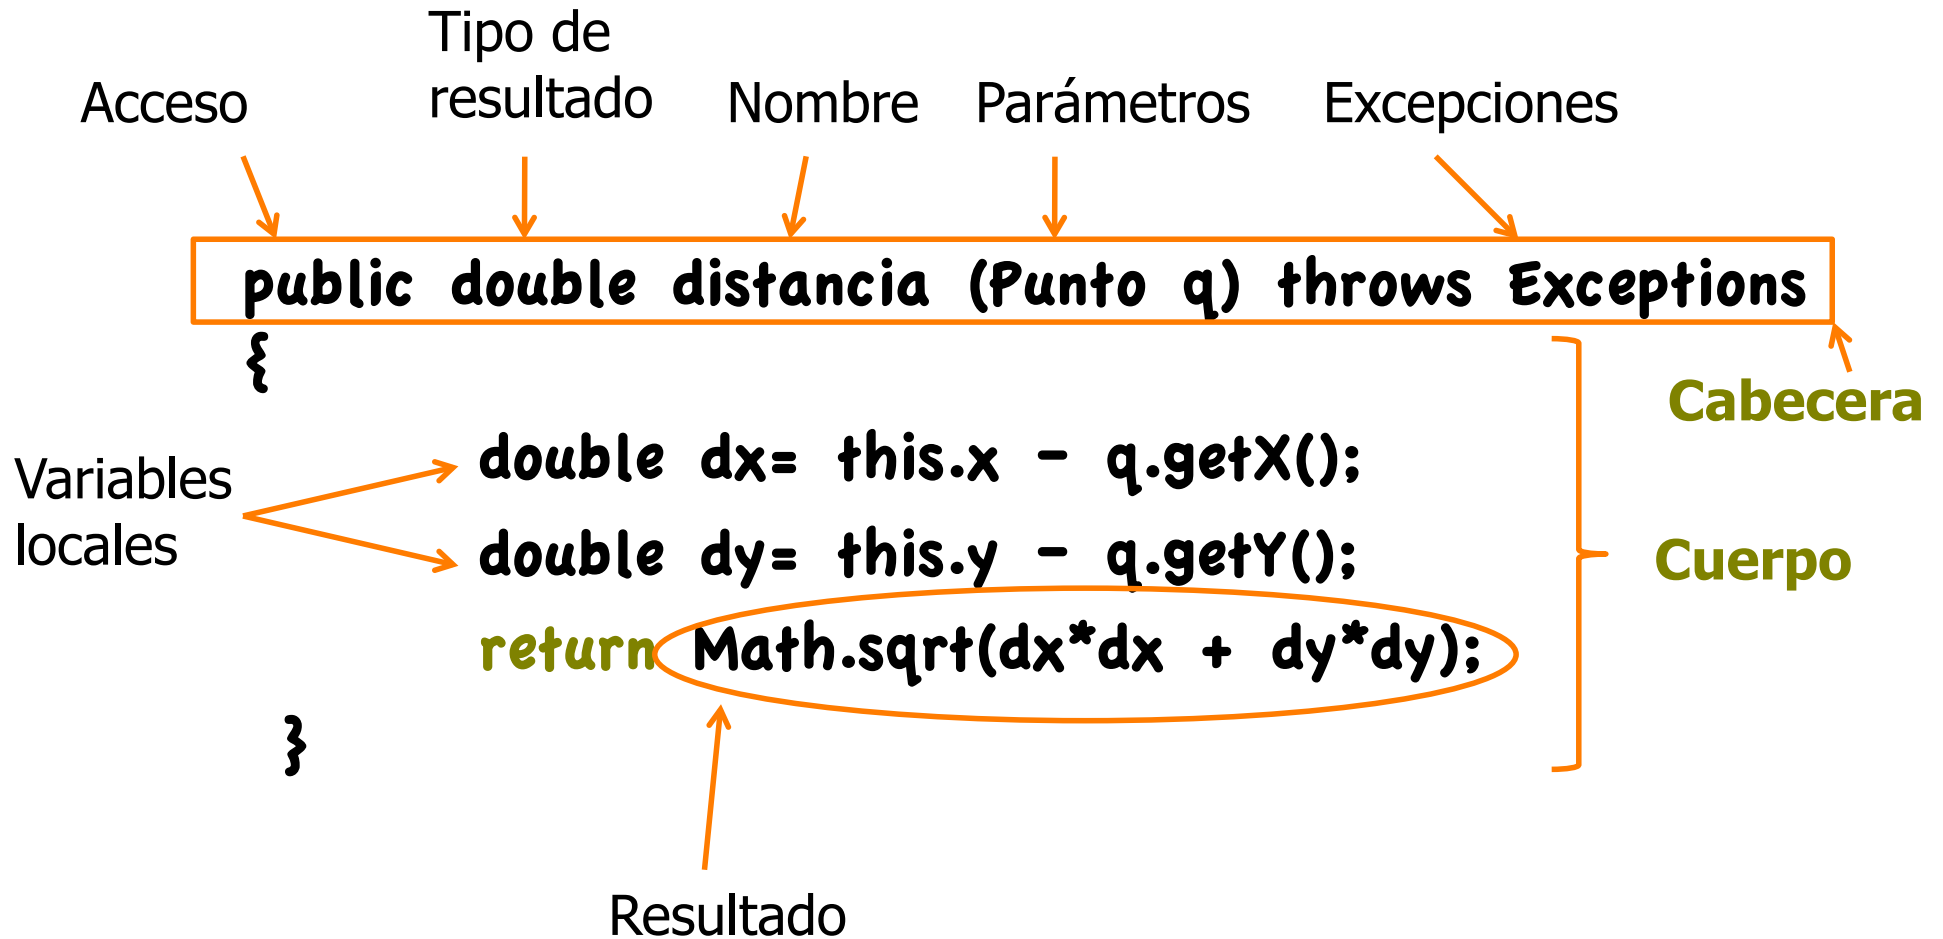 Tipo de
resultado
Acceso
Nombre
Parámetros
Excepciones
public double distancia (Punto q) throws Exceptions
{
Cabecera
Variables
locales
double dx= this.x - q.getX();
double dy= this.y - q.getY();
Cuerpo
return Math.sqrt(dx*dx + dy*dy);
}
Resultado